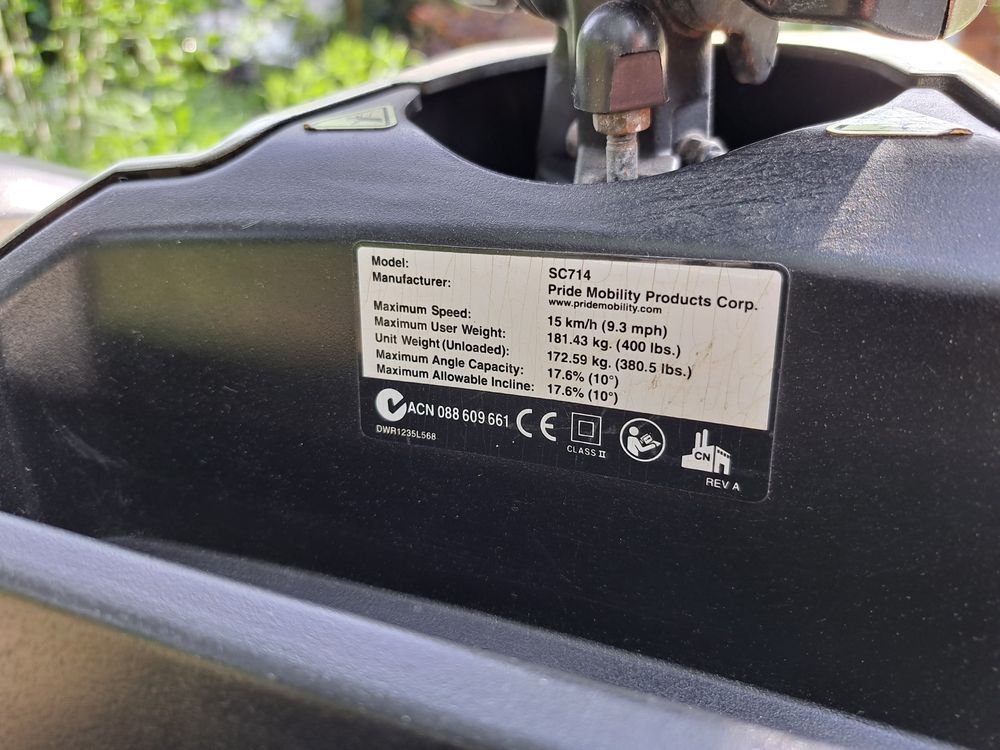 Model: SC714
Manufacturer: Pride Mobility Products Corp.
www.pridemobility.com
Maximum Speed: 15 km/h (9.3 mph)
Maximum User Weight: 181.43 kg. (400 lbs.)
Unit Weight (Unloaded): 172.59 kg. (380.5 lbs.)
Maximum Angle Capacity: 17.6% (10°)
Maximum Allowable Incline: 17.6% (10°)
ACN 088 609 661 CE CN
CLASS II
DWR1235L568
REV A